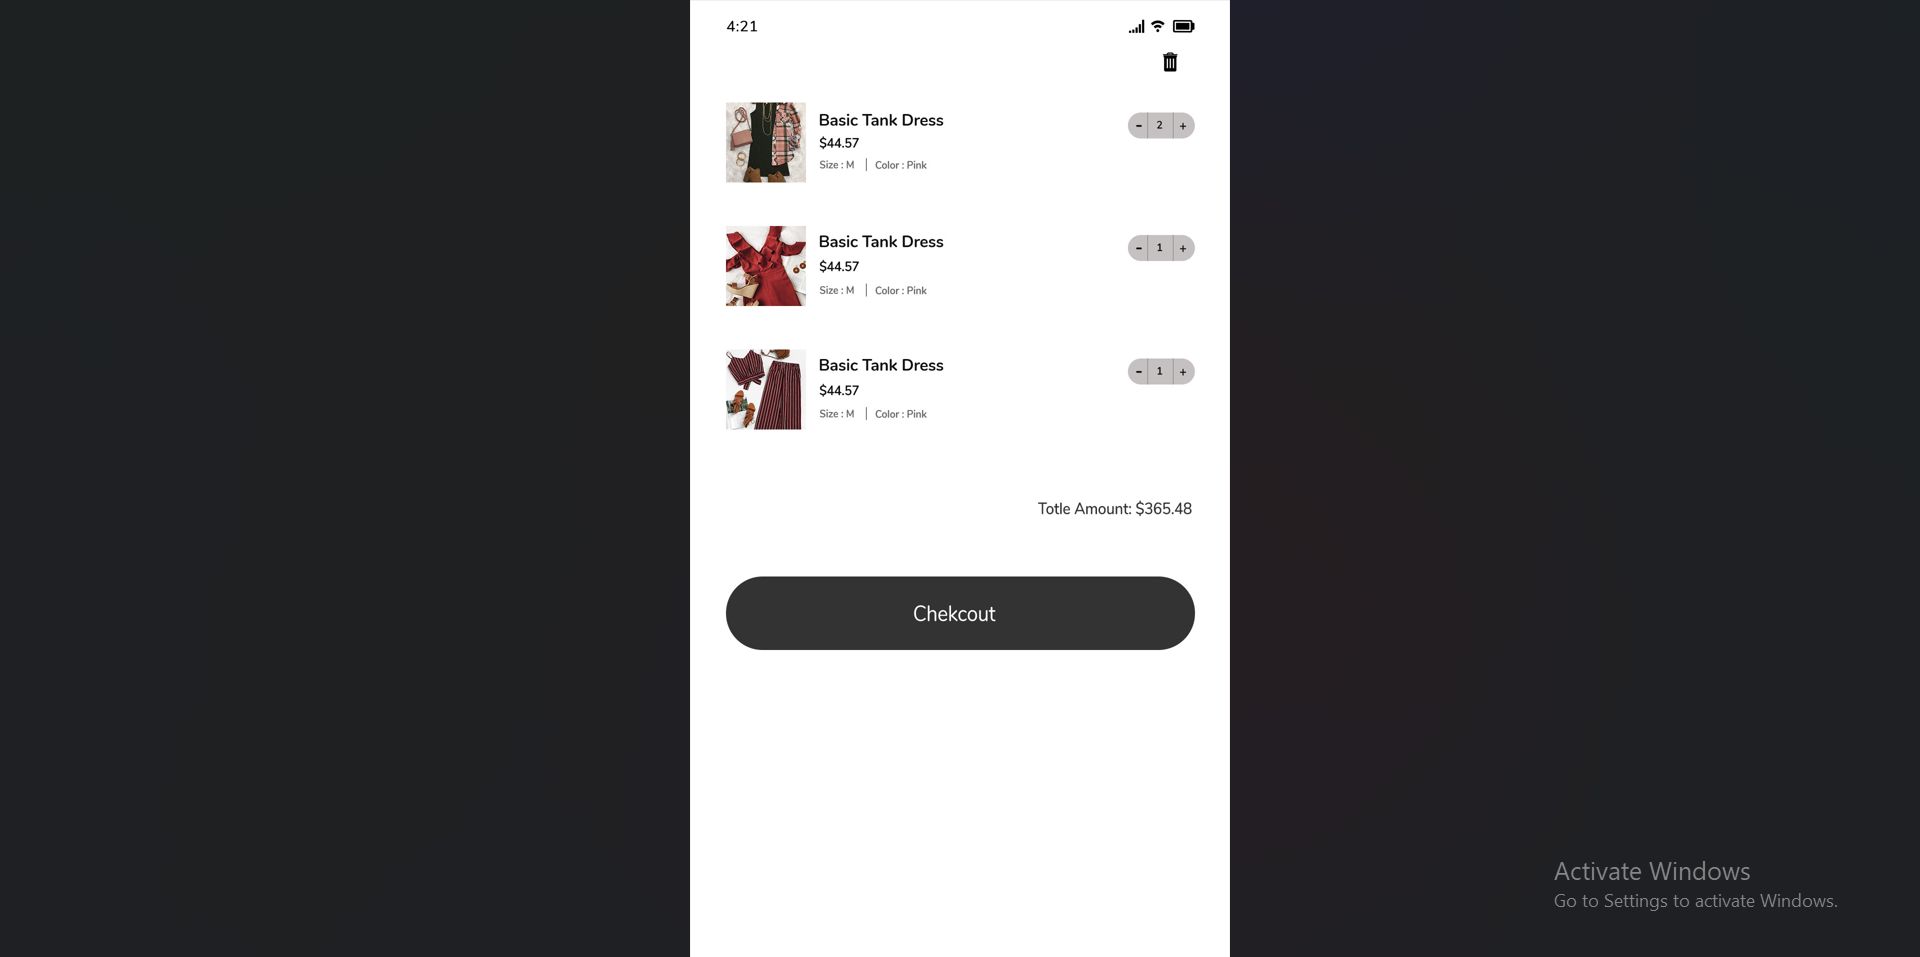 4:21
Basic Tank Dress
$44.57
Size : M | Color : Pink
- 2 +
Basic Tank Dress
$44.57
Size : M | Color : Pink
- 1 +
Basic Tank Dress
$44.57
Size : M | Color : Pink
- 1 +
Totle Amount: $365.48
Chekcout
Activate Windows
Go to Settings to activate Windows.